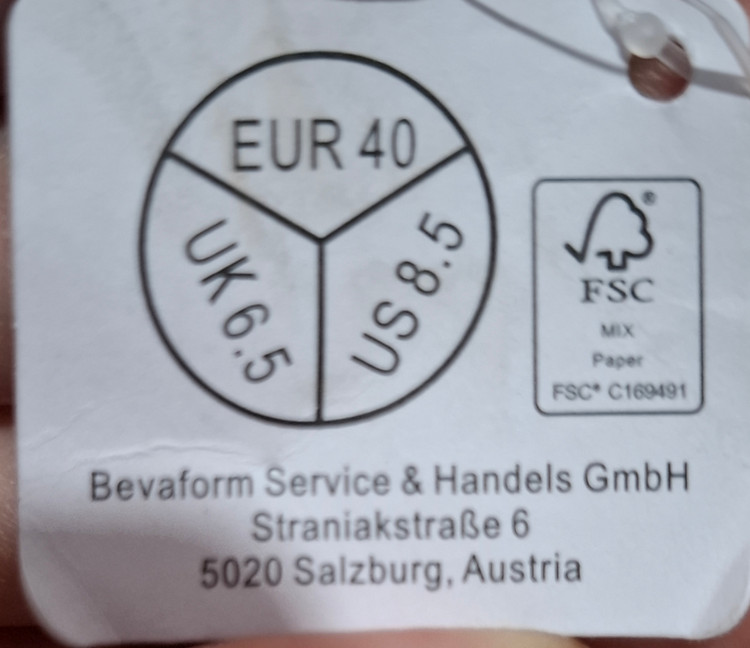 EUR 40
UK 6.5
US 8.5
®
FSC
MIX
Paper
FSC® C169491
Bevaform Service & Handels GmbH
Straniakstraße 6
5020 Salzburg, Austria